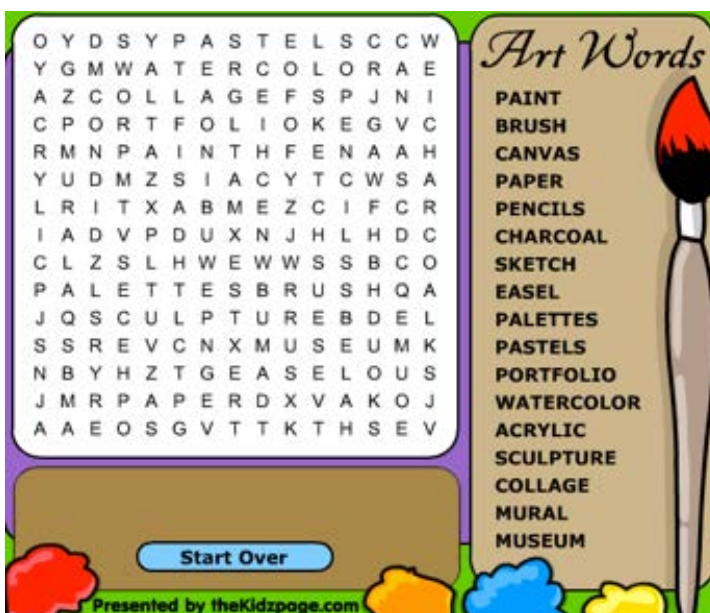 O Y D S Y P A S T E L S C C W
Y G M W A T E R C O L O R A E
A Z C O L L A G E F S P J N I
C P O R T F O L I O K E G V C
R M N P A I N T H F E N A A H
Y U D M Z S I A C Y T C W S A
L R I T X A B M E Z C I F C R
I A D V P D U X N J H L H D C
C L Z S L H W E W W S S B C O
P A L E T T E S B R U S H Q A
J Q S C U L P T U R E B D E L
S S R E V C N X M U S E U M K
N B Y H Z T G E A S E L O U S
J M R P A P E R D X V A K O J
A A E O S G V T T K T H S E V
Art Words
PAINT
BRUSH
CANVAS
PAPER
PENCILS
CHARCOAL
SKETCH
EASEL
PALETTES
PASTELS
PORTFOLIO
WATERCOLOR
ACRYLIC
SCULPTURE
COLLAGE
MURAL
MUSEUM
Start Over
Presented by theKidzpage.com